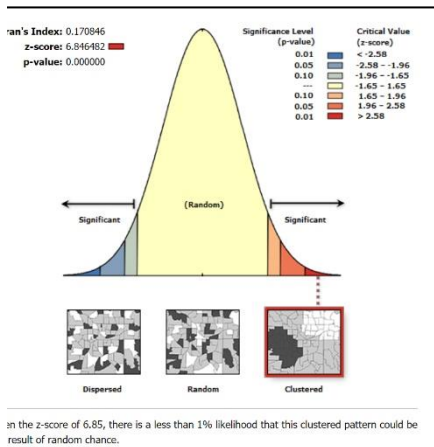 ran's Index: 0.170846
z-score: 6.846482
p-value: 0.000000
Significance Level
(p-value)
Critical Value
(z-score)
0.01 < -2.58
0.05 -2.58 - -1.96
0.10 -1.96 - -1.65
--- -1.65 - 1.65
0.10 1.65 - 1.96
0.05 1.96 - 2.58
0.01 > 2.58
(Random)
Significant
Significant
Dispersed
Random
Clustered
en the z-score of 6.85, there is a less than 1% likelihood that this clustered pattern could be
result of random chance.